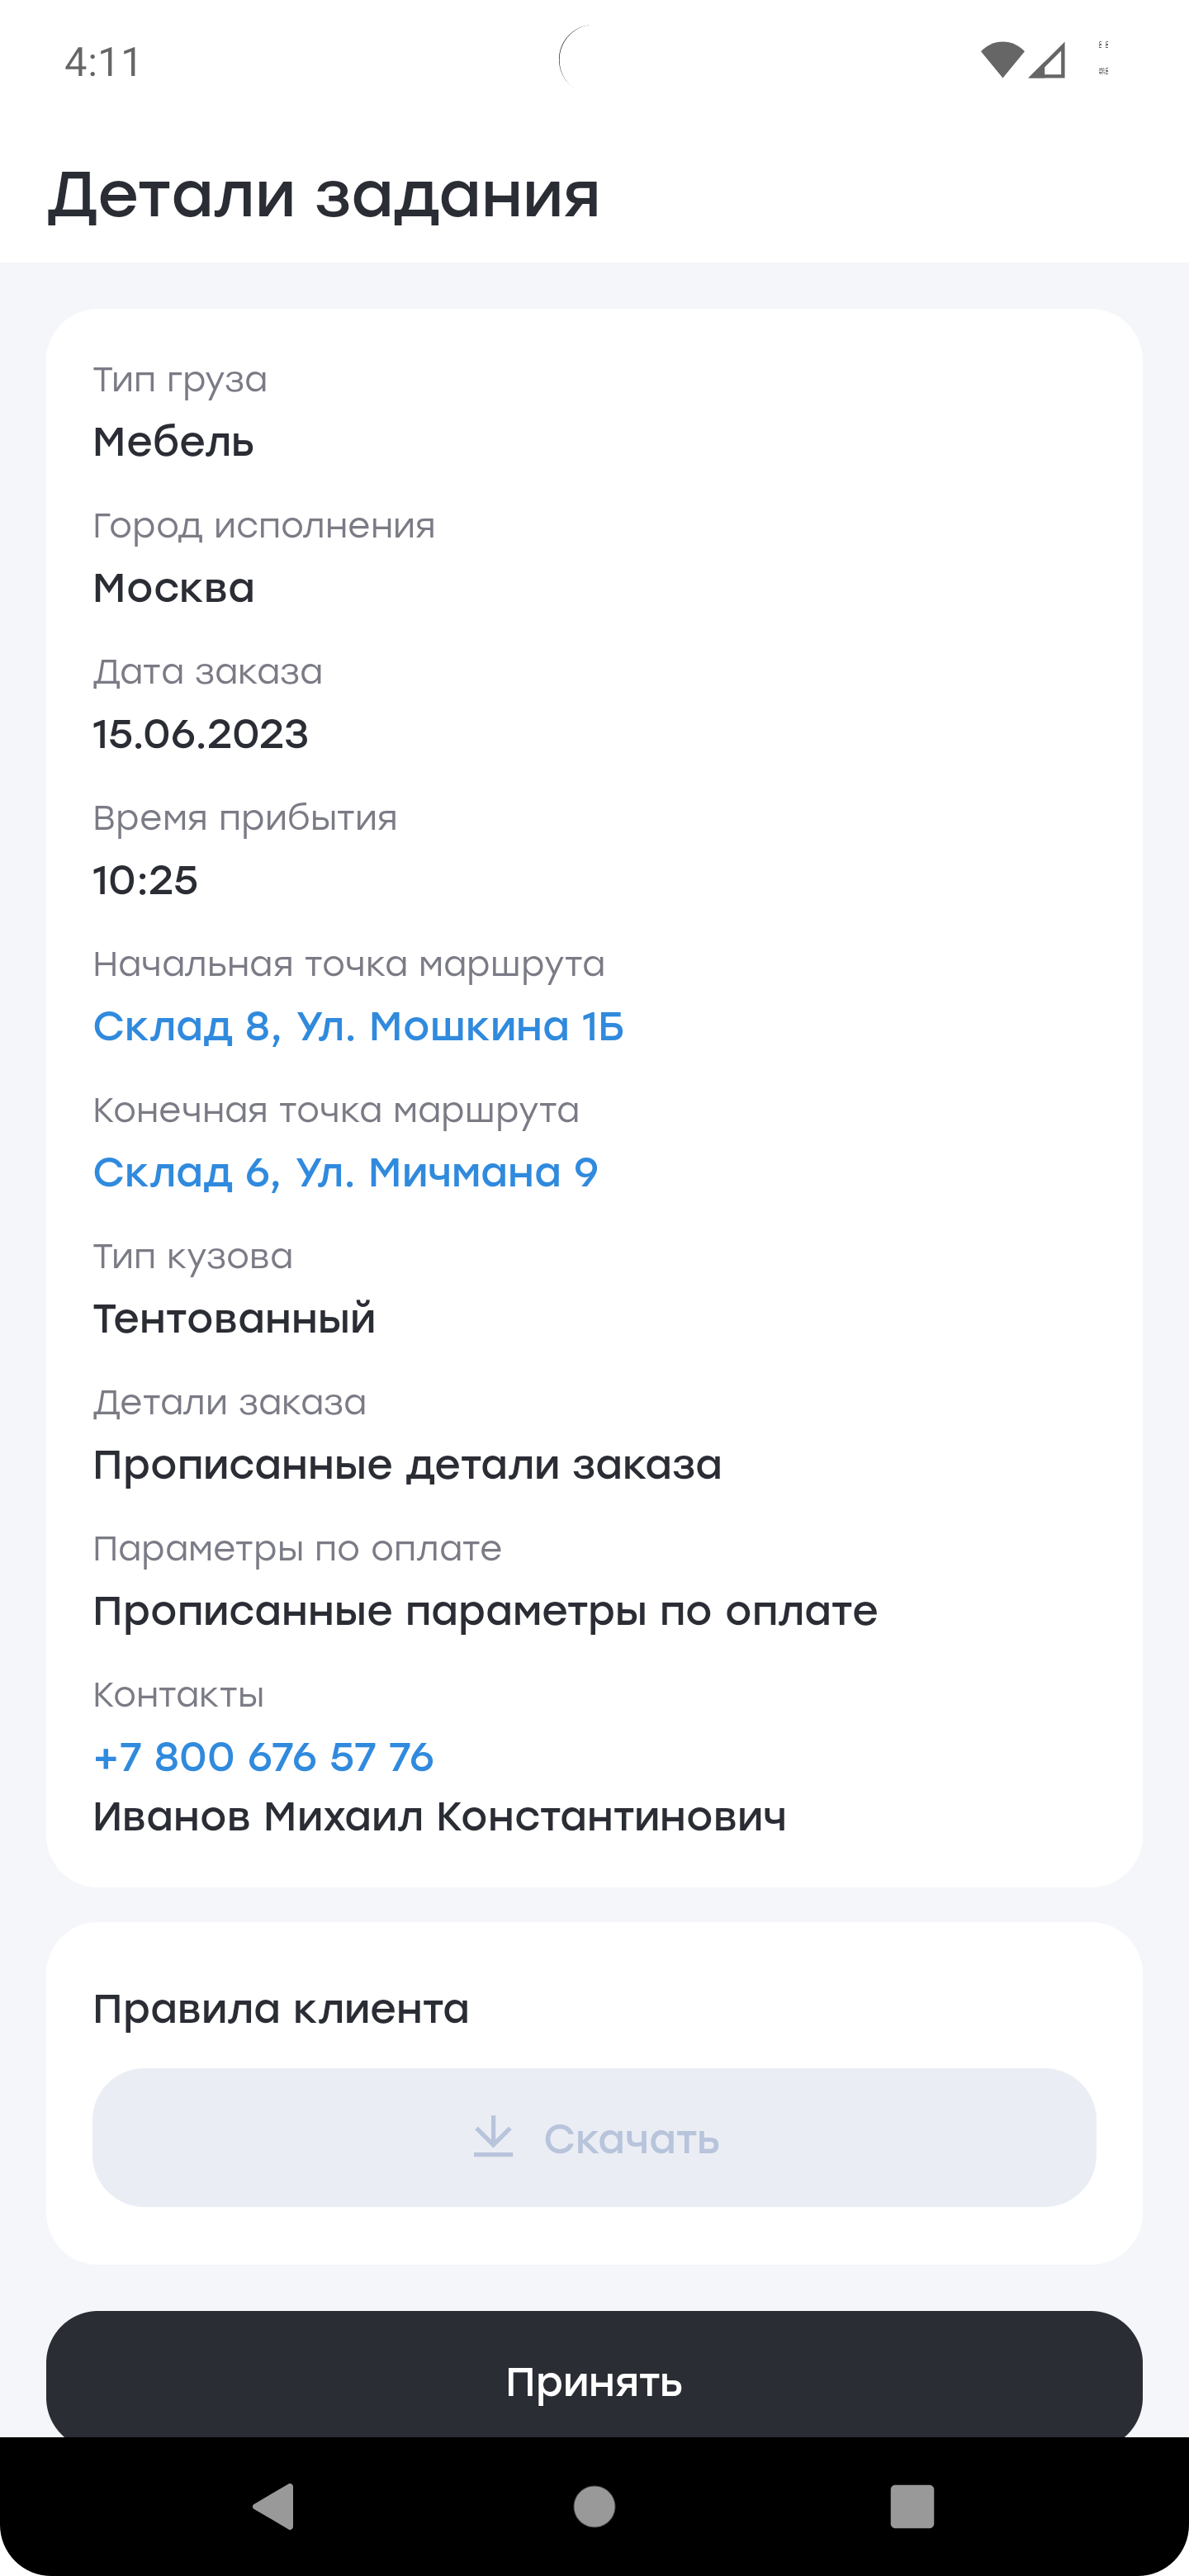 4:11
Детали задания
Тип груза
Мебель
Город исполнения
Москва
Дата заказа
15.06.2023
Время прибытия
10:25
Начальная точка маршрута
Склад 8, Ул. Мошкина 1Б
Конечная точка маршрута
Склад 6, Ул. Мичмана 9
Тип кузова
Тентованный
Детали заказа
Прописанные детали заказа
Параметры по оплате
Прописанные параметры по оплате
Контакты
+7 800 676 57 76
Иванов Михаил Константинович
Правила клиента
Скачать
Принять